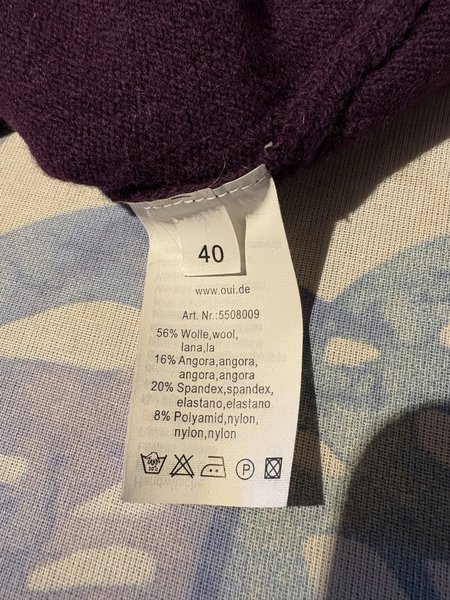 40
www.oui.de
Art. Nr.:5508009
56% Wolle,wool,
lana,la
16% Angora,angora,
angora,angora
20% Spandex,spandex,
elastano,elastano
8% Polyamid,nylon,
nylon,nylon
P